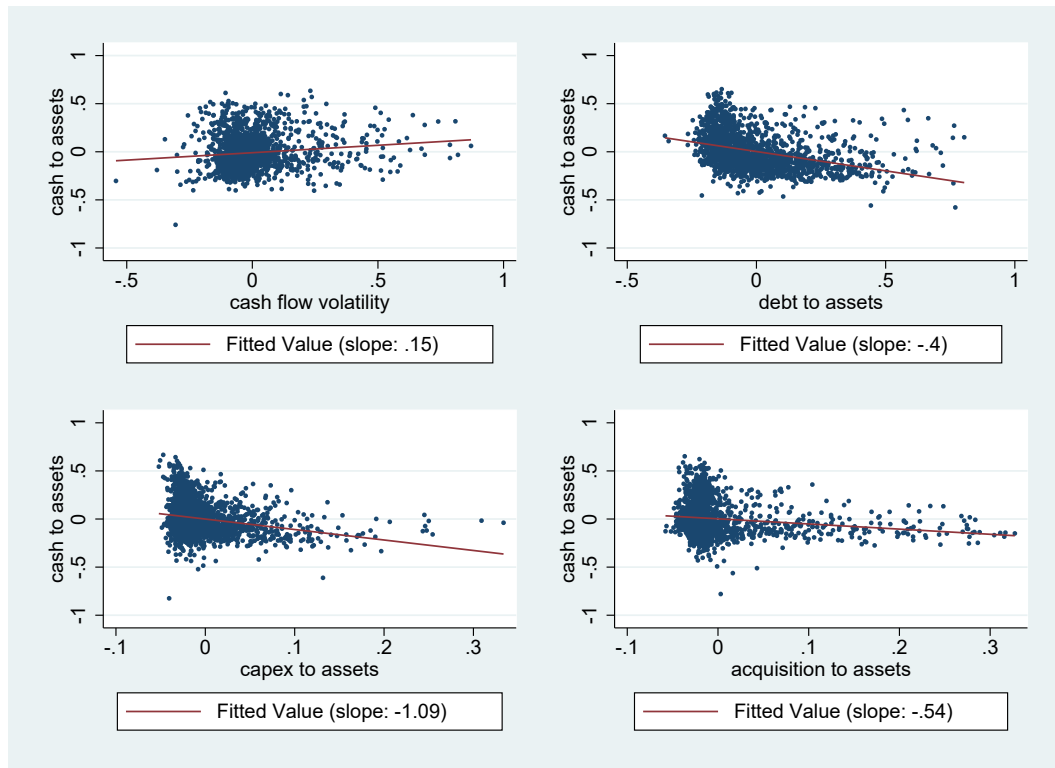 cash to assets
1
.5
0
-.5
-1
-.5 0 .5 1
cash flow volatility
Fitted Value (slope: .15)
cash to assets
1
.5
0
-.5
-1
-.5 0 .5 1
debt to assets
Fitted Value (slope: -.4)
cash to assets
1
.5
0
-.5
-1
-.1 0 .1 .2 .3
capex to assets
Fitted Value (slope: -1.09)
cash to assets
1
.5
0
-.5
-1
-.1 0 .1 .2 .3
acquisition to assets
Fitted Value (slope: -.54)